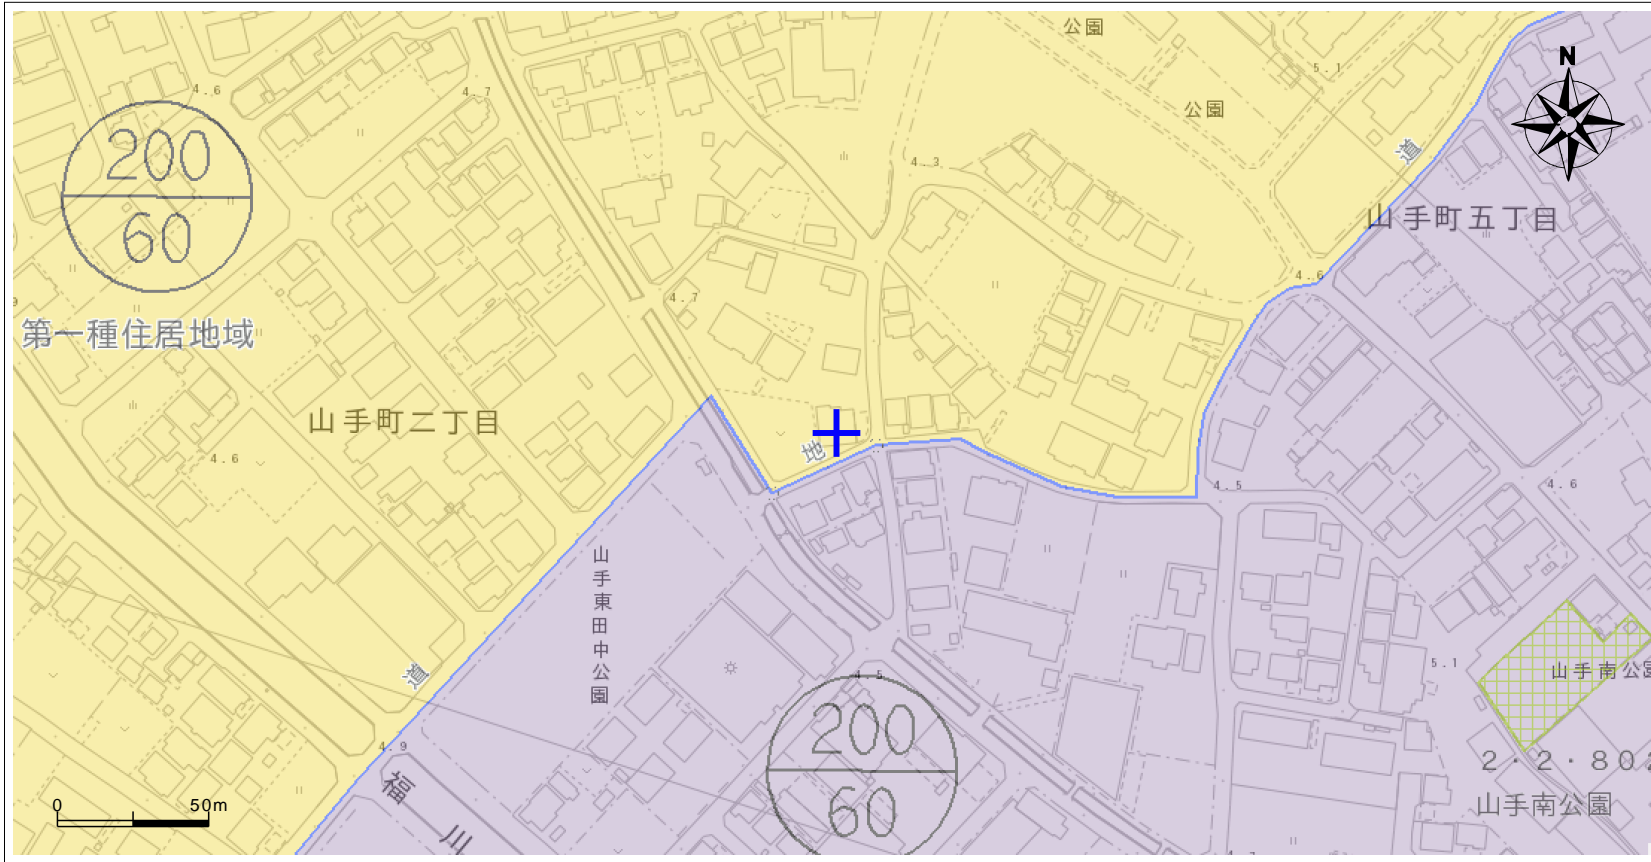 公園
5.1
N
4.6
4.7
公園
200
60
4.3
道
山手町五丁目
4.6
4.7
第一種住居地域
山手町二丁目
4.6
地
4.5
4.6
山手東田中公園
5.1
山手南公園
道
4.5
200
60
4.9
2・2・802
山手南公園
福
川
0 50m